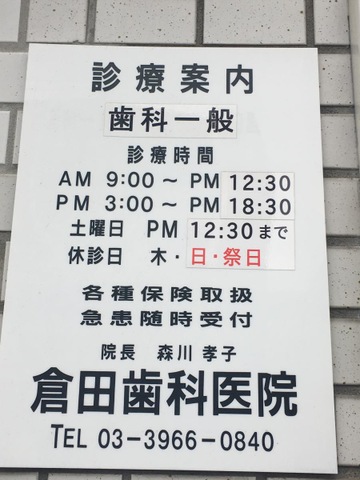 診療案内
歯科一般
診療時間
AM 9:00〜PM 12:30
PM 3:00〜PM 18:30
土曜日 PM 12:30まで
休診日 木・日・祭日
各種保険取扱
急患随時受付
院長 森川 孝子
倉田歯科医院
TEL 03-3966-0840